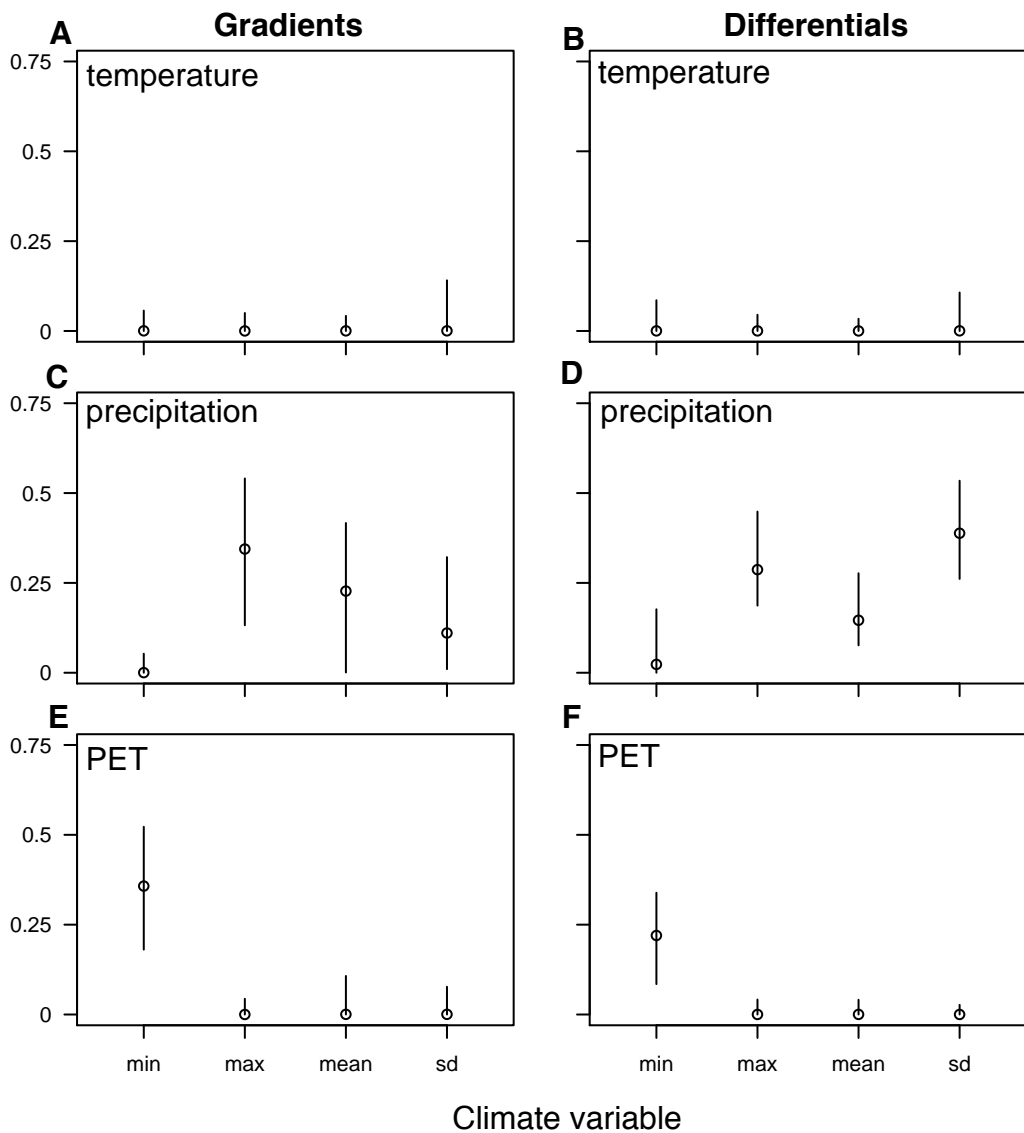 Gradients Differentials
A B
temperature temperature
0.75
0.5
0.25
0
C D
precipitation precipitation
0.75
0.5
0.25
0
E F
PET PET
0.75
0.5
0.25
0
min max mean sd min max mean sd
Climate variable